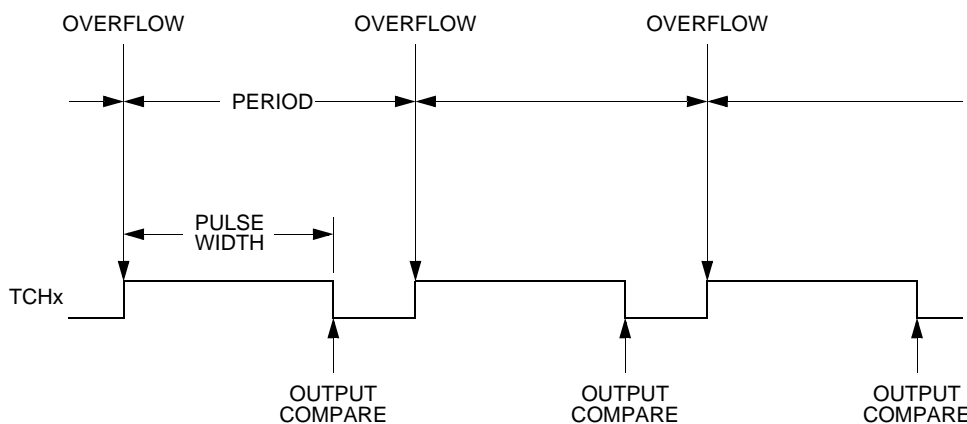 OVERFLOW OVERFLOW OVERFLOW
PERIOD
PULSE
WIDTH
TCHx
OUTPUT
COMPARE
OUTPUT
COMPARE
OUTPUT
COMPARE